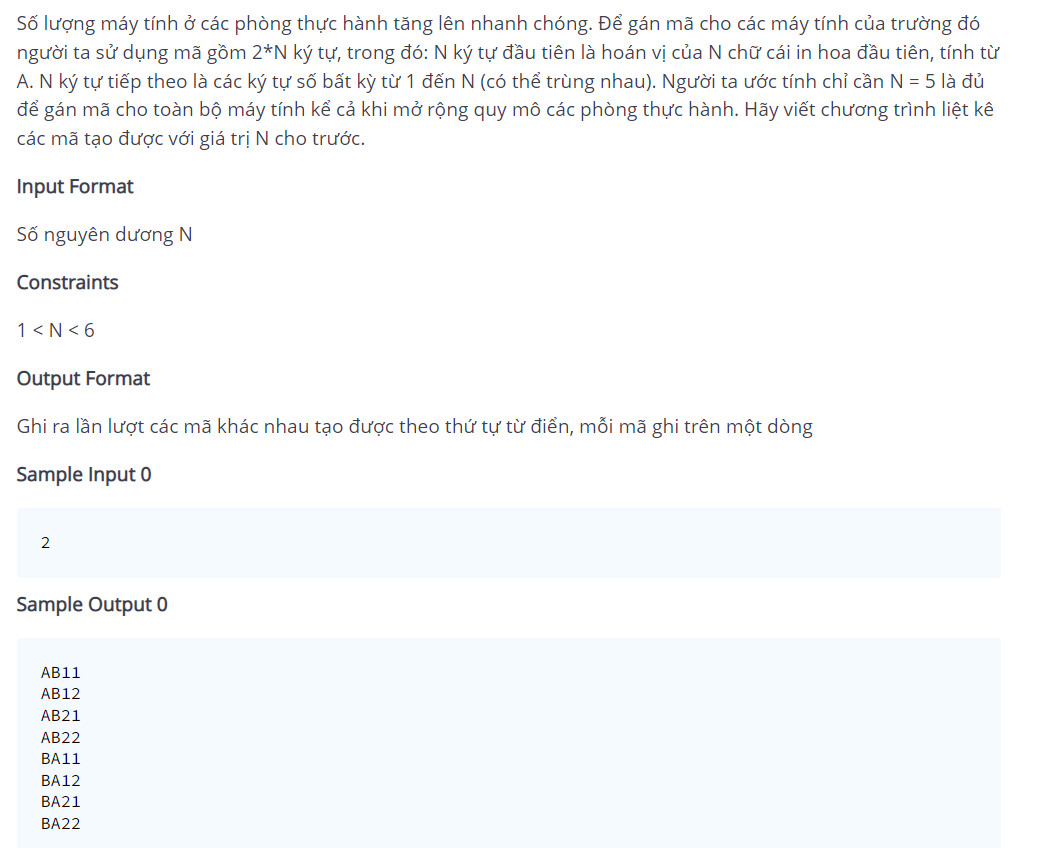 Số lượng máy tính ở các phòng thực hành tăng lên nhanh chóng. Để gán mã cho các máy tính của trường đó
người ta sử dụng mã gồm 2*N ký tự, trong đó: N ký tự đầu tiên là hoán vị của N chữ cái in hoa đầu tiên, tính từ
A. N ký tự tiếp theo là các ký tự số bất kỳ từ 1 đến N (có thể trùng nhau). Người ta ước tính chỉ cần N = 5 là đủ
để gán mã cho toàn bộ máy tính kể cả khi mở rộng quy mô các phòng thực hành. Hãy viết chương trình liệt kê
các mã tạo được với giá trị N cho trước.
Input Format
Số nguyên dương N
Constraints
1 < N < 6
Output Format
Ghi ra lần lượt các mã khác nhau tạo được theo thứ tự từ điển, mỗi mã ghi trên một dòng
Sample Input 0
2
Sample Output 0
AB11
AB12
AB21
AB22
BA11
BA12
BA21
BA22